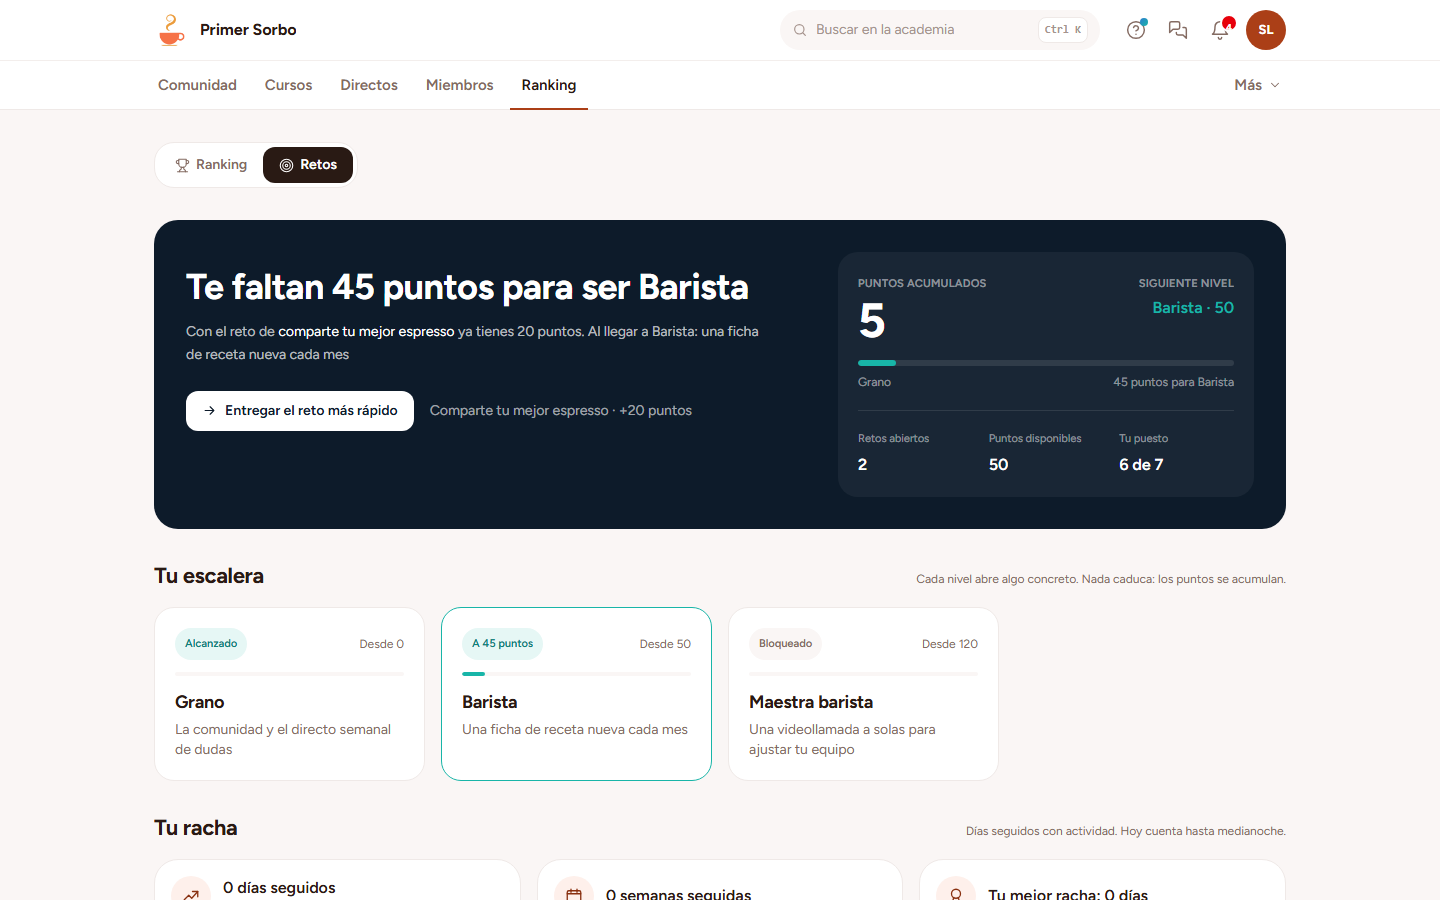 Primer Sorbo
Buscar en la academia
Ctrl K
SL
Comunidad
Cursos
Directos
Miembros
Ranking
Más
Ranking
Retos
Te faltan 45 puntos para ser Barista
Con el reto de comparte tu mejor espresso ya tienes 20 puntos. Al llegar a Barista: una ficha
de receta nueva cada mes
Entregar el reto más rápido
Comparte tu mejor espresso · +20 puntos
PUNTOS ACUMULADOS
5
SIGUIENTE NIVEL
Barista · 50
Grano
45 puntos para Barista
Retos abiertos
2
Puntos disponibles
50
Tu puesto
6 de 7
Tu escalera
Cada nivel abre algo concreto. Nada caduca: los puntos se acumulan.
Alcanzado
Desde 0
Grano
La comunidad y el directo semanal
de dudas
A 45 puntos
Desde 50
Barista
Una ficha de receta nueva cada mes
Bloqueado
Desde 120
Maestra barista
Una videollamada a solas para
ajustar tu equipo
Tu racha
Días seguidos con actividad. Hoy cuenta hasta medianoche.
0 días seguidos
0 semanas seguidas
Tu mejor racha: 0 días